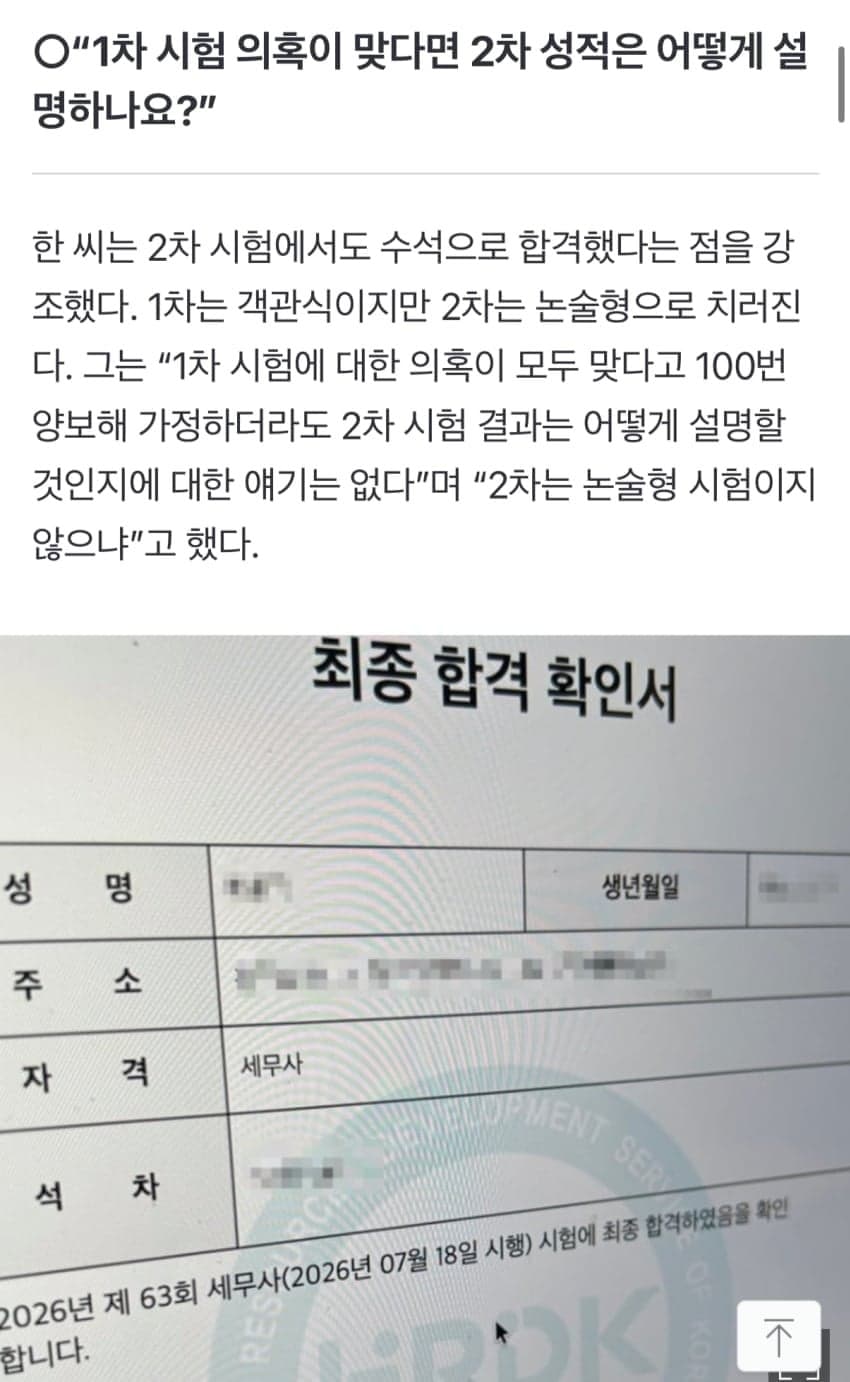 ○“1차 시험 의혹이 맞다면 2차 성적은 어떻게 설
명하나요?”
한 씨는 2차 시험에서도 수석으로 합격했다는 점을 강
조했다. 1차는 객관식이지만 2차는 논술형으로 치러진
다. 그는 “1차 시험에 대한 의혹이 모두 맞다고 100번
양보해 가정하더라도 2차 시험 결과는 어떻게 설명할
것인지에 대한 얘기는 없다”며 “2차는 논술형 시험이지
않으냐”고 했다.
최종 합격 확인서
성 명
생년월일
주 소
자 격 세무사
석 차
2026년 제 63회 세무사(2026년 07월 18일 시행) 시험에 최종 합격하였음을 확인
합니다.
DEVELOPMENT SERVICE OF KOR
HRDK